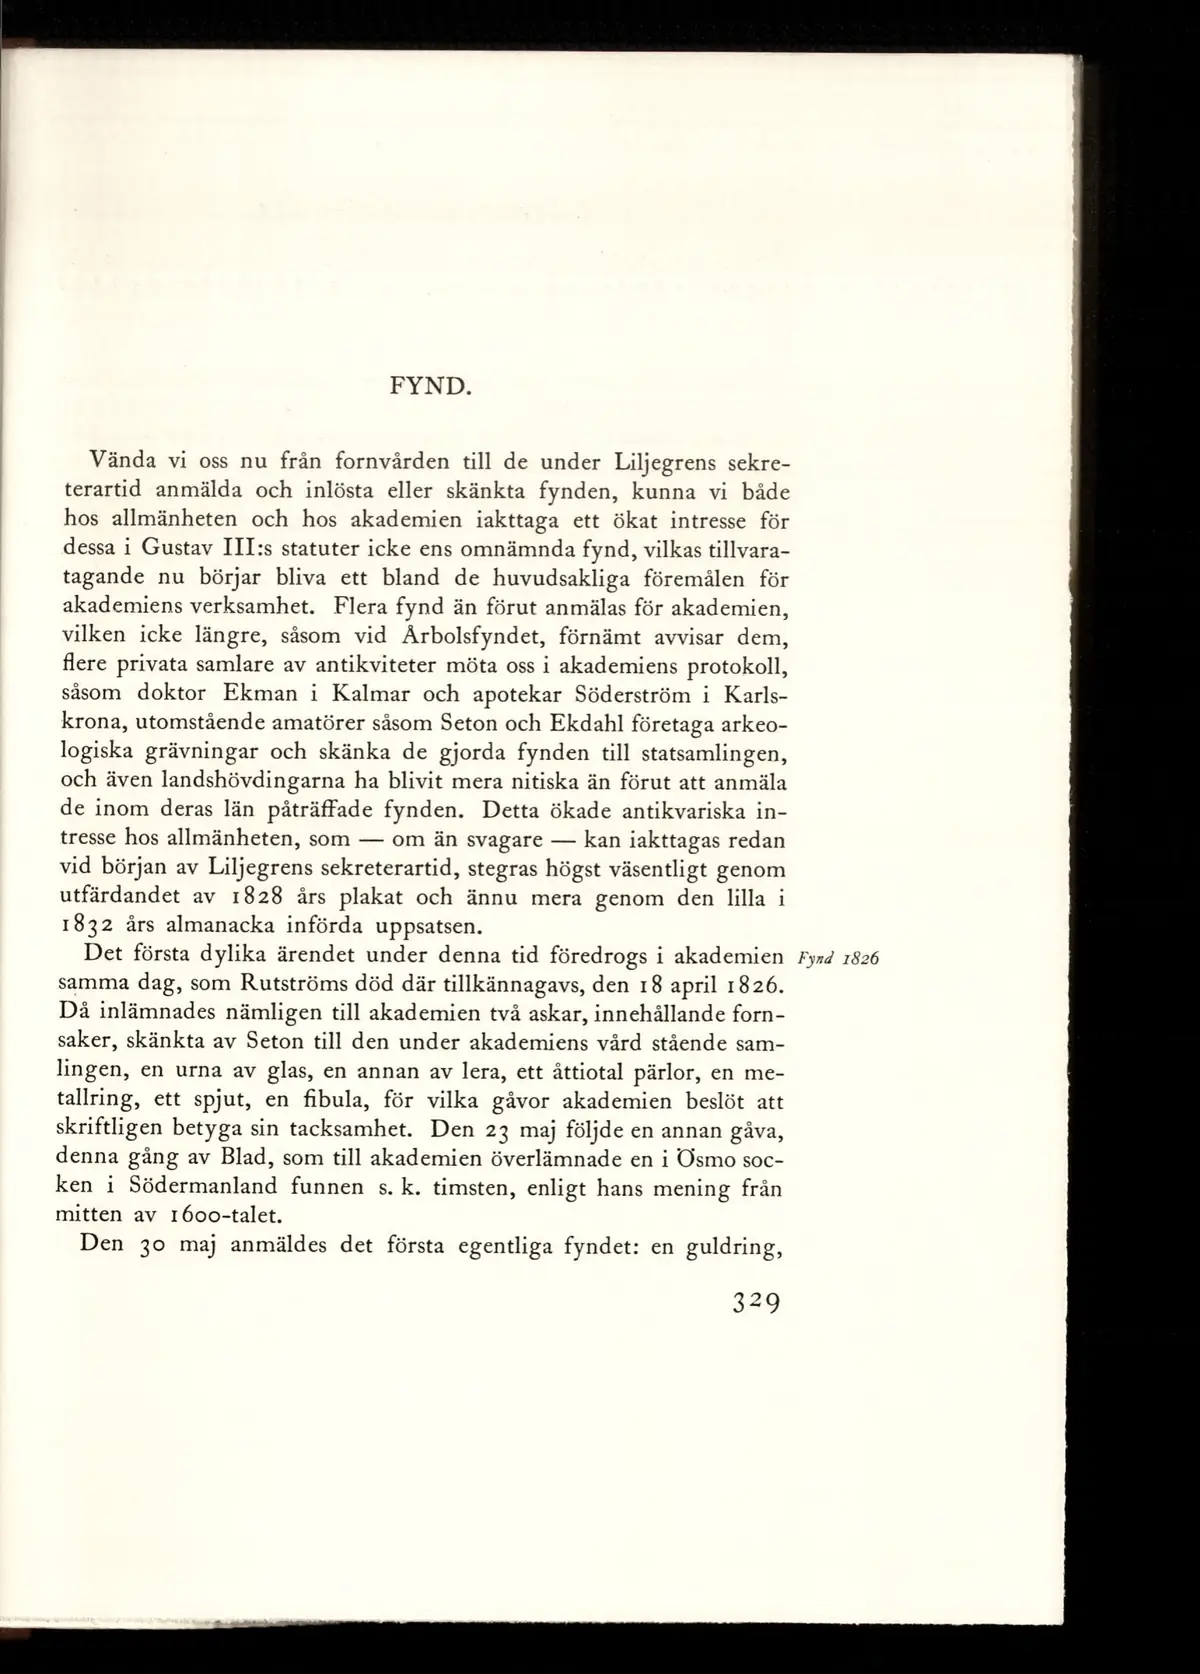 FYND.
Vända vi oss nu från fornvården till de under Liljegrens sekre-
terartid anmälda och inlösta eller skänkta fynden, kunna vi både
hos allmänheten och hos akademien iakttaga ett ökat intresse för
dessa i Gustav III:s statuter icke ens omnämnda fynd, vilkas tillvara-
tagande nu börjar bliva ett bland de huvudsakliga föremålen för
akademiens verksamhet. Flera fynd än förut anmälas för akademien,
vilken icke längre, såsom vid Årbolsfyndet, förnämt avvisar dem,
flere privata samlare av antikviteter möta oss i akademiens protokoll,
såsom doktor Ekman i Kalmar och apotekar Söderström i Karls-
krona, utomstående amatörer såsom Seton och Ekdahl företaga arkeo-
logiska grävningar och skänka de gjorda fynden till statsamlingen,
och även landshövdingarna ha blivit mera nitiska än förut att anmäla
de inom deras län påträffade fynden. Detta ökade antikvariska in-
tresse hos allmänheten, som — om än svagare — kan iakttagas redan
vid början av Liljegrens sekreterartid, stegras högst väsentligt genom
utfärdandet av 1828 års plakat och ännu mera genom den lilla i
1832 års almanacka införda uppsatsen.
Det första dylika ärendet under denna tid föredrogs i akademien Fynd 1826
samma dag, som Rutströms död där tillkännagavs, den 18 april 1826.
Då inlämnades nämligen till akademien två askar, innehållande forn-
saker, skänkta av Seton till den under akademiens vård stående sam-
lingen, en urna av glas, en annan av lera, ett åttiotal pärlor, en me-
tallring, ett spjut, en fibula, för vilka gåvor akademien beslöt att
skriftligen betyga sin tacksamhet. Den 23 maj följde en annan gåva,
denna gång av Blad, som till akademien överlämnade en i Ösmo soc-
ken i Södermanland funnen s. k. timsten, enligt hans mening från
mitten av 1600-talet.
Den 30 maj anmäldes det första egentliga fyndet: en guldring,
329